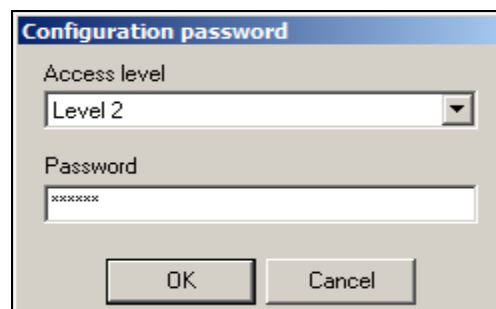 Configuration password
Access level
Level 2
Password
******
OK
Cancel